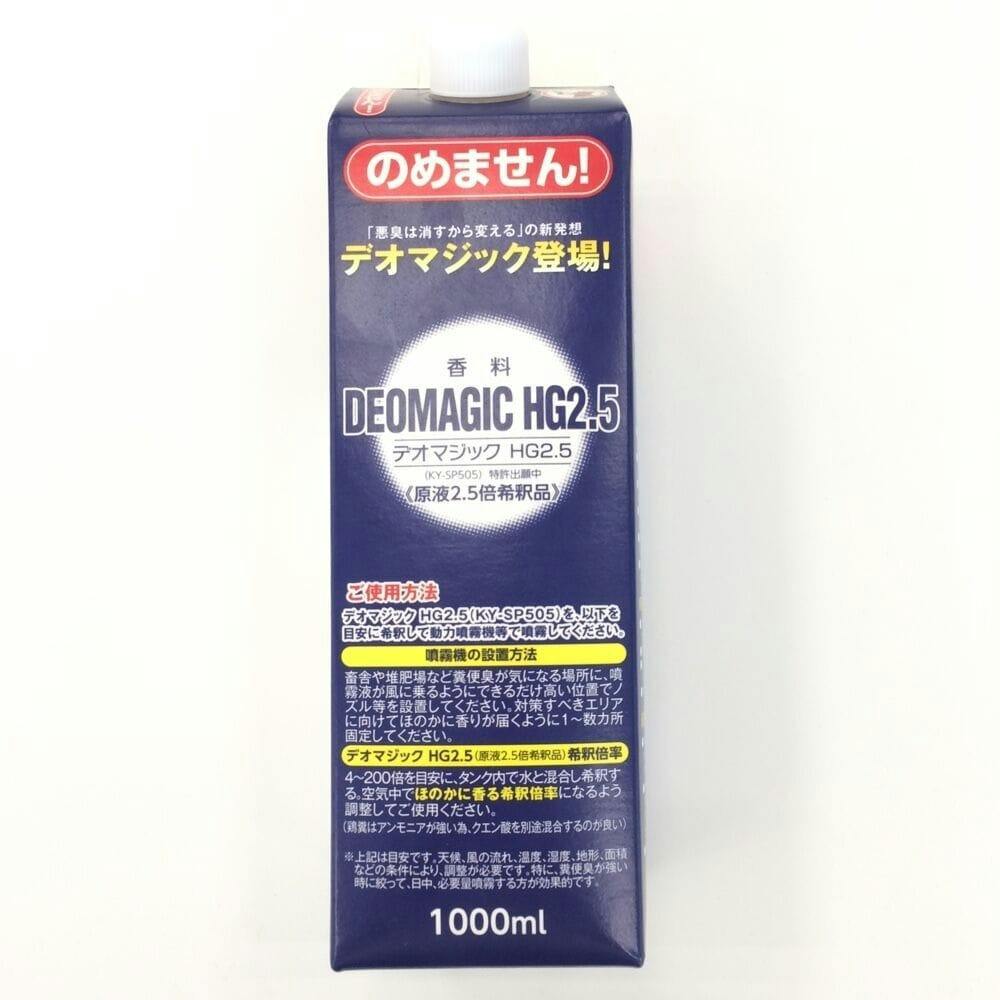 のめません!
「悪臭は消すから変える」の新発想
デオマジック登場!
香料
DEOMAGIC HG2.5
デオマジック HG2.5
(KY-SP505) 特許出願中
《原液2.5倍希釈品》
ご使用方法
デオマジック HG2.5(KY-SP505)を、以下を
目安に希釈して動力噴霧機等で噴霧してください。
噴霧機の設置方法
畜舎や堆肥場など糞便臭が気になる場所に、噴
霧液が風に乗るようにできるだけ高い位置でノ
ズル等を設置してください。対策すべきエリア
に向けてほのかに香りが届くように1〜数カ所
固定してください。
デオマジック HG2.5(原液2.5倍希釈品)希釈倍率
4〜200倍を目安に、タンク内で水と混合し希釈す
る。空気中でほのかに香る希釈倍率になるよう
調整してご使用ください。
(鶏糞はアンモニアが強い為、クエン酸を別途混合するのが良い)
※上記は目安です。天候、風の流れ、温度、湿度、地形、面積
などの条件により、調整が必要です。特に、糞便臭が強い
時に絞って、日中、必要量噴霧する方が効果的です。
1000ml